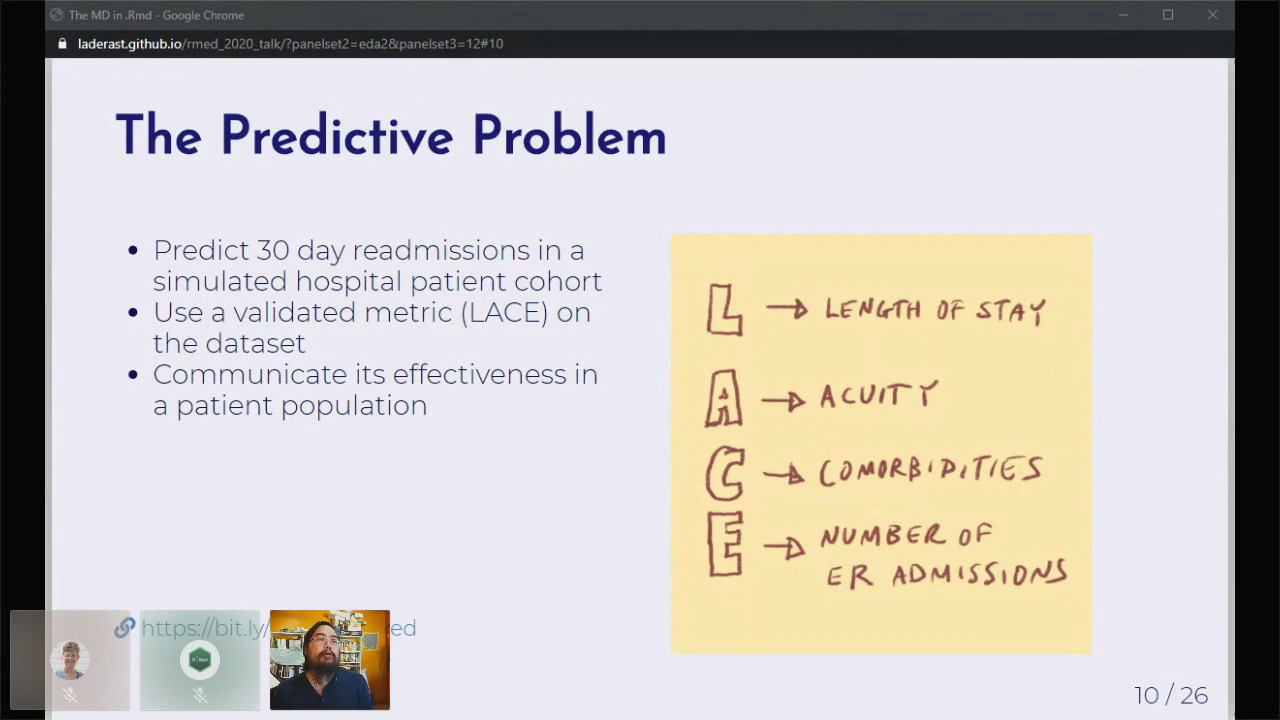 The MD in .Rmd - Google Chrome
laderast.github.io/rmed_2020_talk/?panelset2=eda2&panelset3=12#10
The Predictive Problem
Predict 30 day readmissions in a
simulated hospital patient cohort
Use a validated metric (LACE) on
the dataset
Communicate its effectiveness in
a patient population
L → LENGTH OF STAY
A → ACUITY
C → COMORBIDITIES
E → NUMBER OF
ER ADMISSIONS
https://bit.ly/ ed
10 / 26